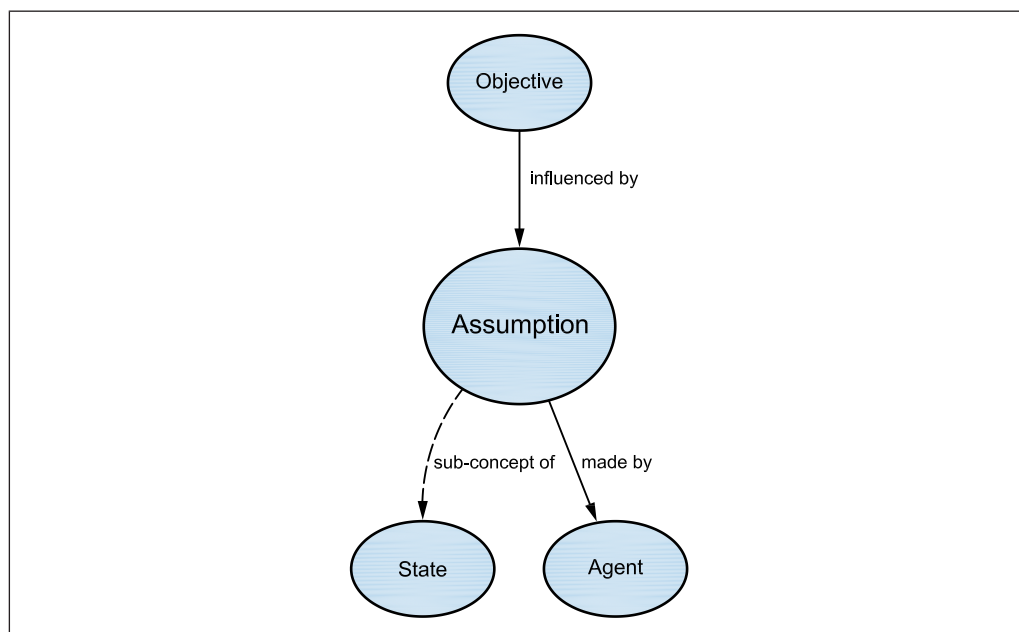 Objective
influenced by
Assumption
sub-concept of
made by
State
Agent